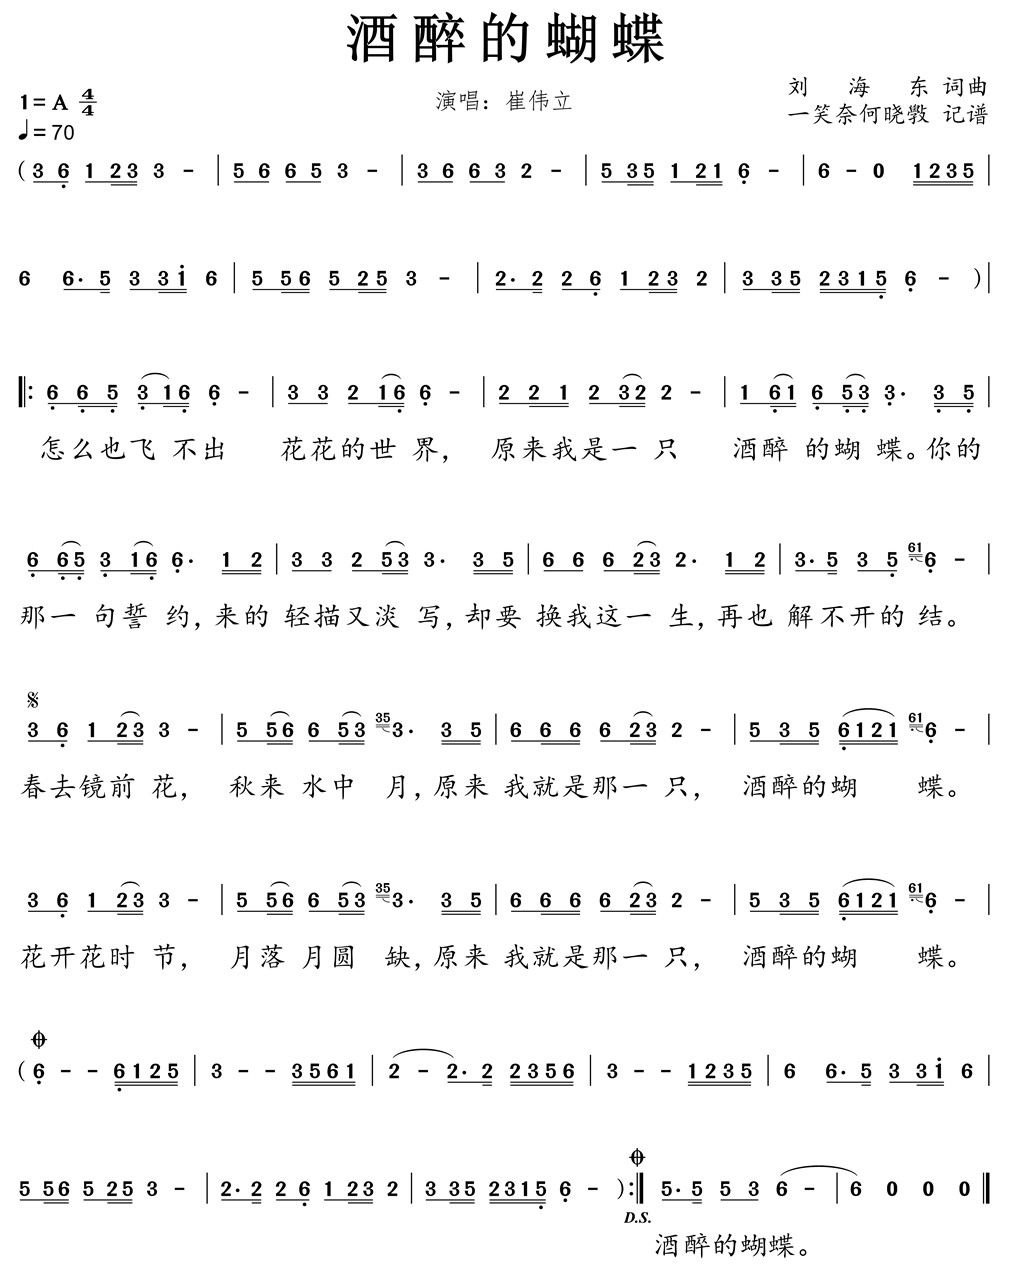 酒醉的蝴蝶
1=A 4/4
♩=70
演唱：崔伟立
刘 海 东 词曲
一笑奈何晓斅 记谱
(3 6 1 23 3 - | 5 6 6 5 3 - | 3 6 6 3 2 - | 5 35 1 21 6 - | 6 - 0 1235 |
6 6· 5 3 31 6 | 5 56 5 25 3 - | 2· 2 2 6 1 23 2 | 3 35 2315 6 - ) |
‖: 6 6 5 3 16 6 - | 3 3 2 16 6 - | 2 2 1 2 32 2 - | 1 61 6 53 3· 3 5 |
怎么也飞 不出 花花的世 界， 原来我是一 只 酒醉 的蝴 蝶。你的
6 65 3 16 6· 1 2 | 3 3 2 53 3· 3 5 | 6 6 6 23 2· 1 2 | 3· 5 3 5 61 6 - |
那一 句誓 约，来的 轻描又淡 写，却要 换我这一 生，再也 解不开的 结。
𝄋
3 6 1 23 3 - | 5 56 6 53 35 3· 3 5 | 6 6 6 6 23 2 - | 5 3 5 6121 61 6 - |
春去镜前 花， 秋来 水中 月，原来 我就是那一 只， 酒醉的蝴 蝶。
3 6 1 23 3 - | 5 56 6 53 35 3· 3 5 | 6 6 6 6 23 2 - | 5 3 5 6121 61 6 - |
花开花时 节， 月落 月圆 缺，原来 我就是那一 只， 酒醉的蝴 蝶。
𝄌
(6 - - 6125 | 3 - - 3561 | 2 - 2· 2 2356 | 3 - - 1235 | 6 6· 5 3 31 6 |
𝄌
5 56 5 25 3 - | 2· 2 2 6 1 23 2 | 3 35 2315 6 - ) :‖ 5· 5 5 3 6 - | 6 0 0 0 ‖
D.S.
酒醉的蝴蝶。